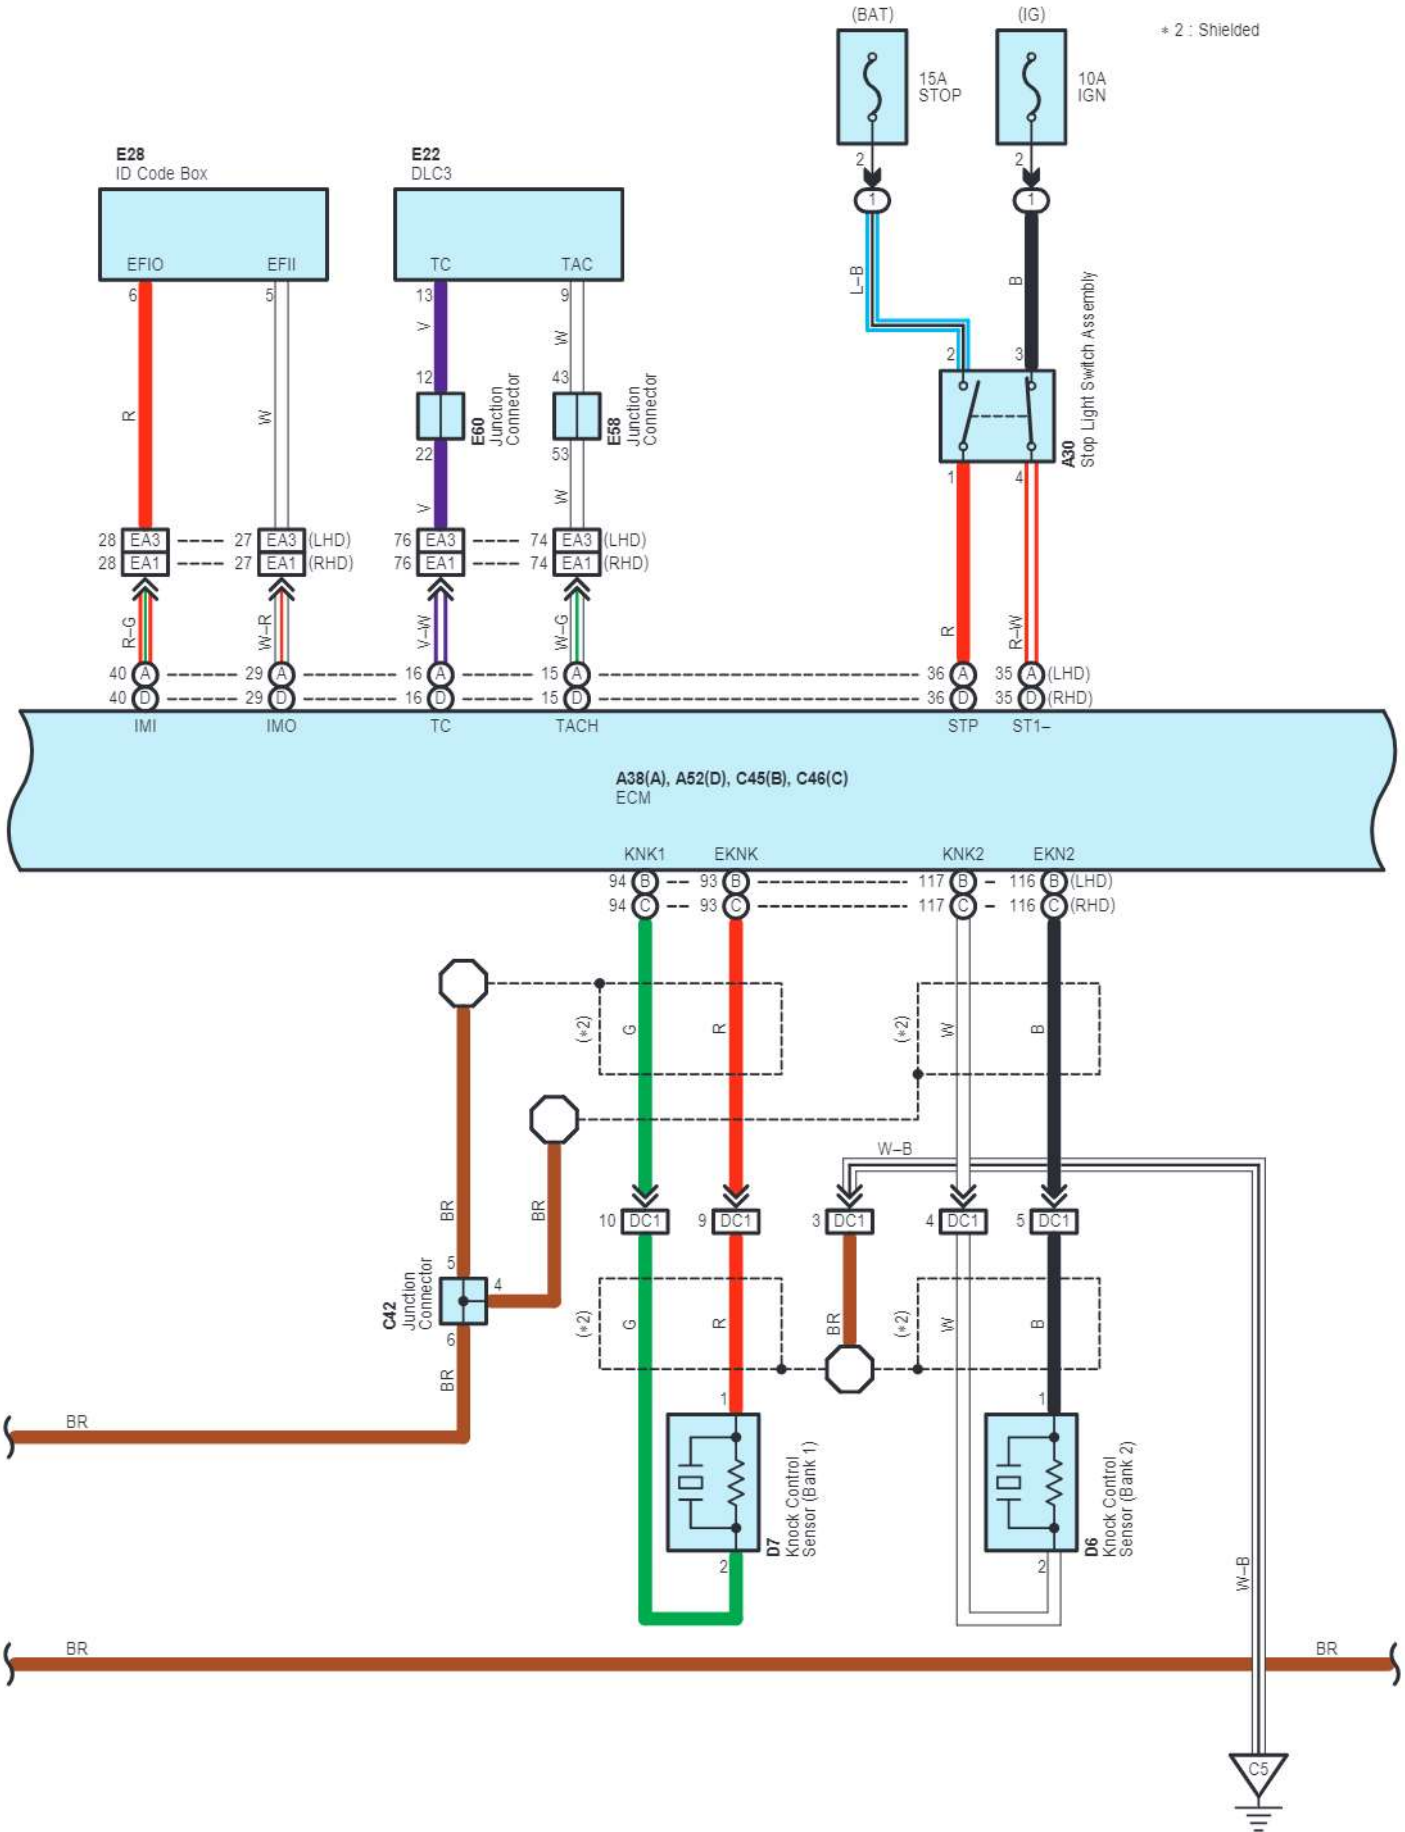 (BAT) (IG)
∗ 2 : Shielded
15A
STOP
10A
IGN
2 2
1 1
E28
ID Code Box
E22
DLC3
EFIO EFII TC TAC
6 5 13 9
V W
L–B B
12 43
2 3
R W
E60
Junction
Connector
E58
Junction
Connector
A30
Stop Light Switch Assembly
22 53
1 4
V W
28 EA3 27 EA3 (LHD) 76 EA3 74 EA3 (LHD)
28 EA1 27 EA1 (RHD) 76 EA1 74 EA1 (RHD)
R–G W–R V–W W–G R R–W
40 A 29 A 16 A 15 A 36 A 35 A (LHD)
40 D 29 D 16 D 15 D 36 D 35 D (RHD)
IMI IMO TC TACH STP ST1–
A38(A), A52(D), C45(B), C46(C)
ECM
KNK1 EKNK KNK2 EKN2
94 B 93 B 117 B 116 B (LHD)
94 C 93 C 117 C 116 C (RHD)
(∗2) G R (∗2) W B
W–B
BR BR
10 DC1 9 DC1 3 DC1 4 DC1 5 DC1
5 4
C42
Junction
Connector
6
(∗2) G R BR (∗2) W B
BR
1 1
BR
D7
Knock Control
Sensor (Bank 1)
D6
Knock Control
Sensor (Bank 2)
2 2
W–B
BR BR
C5